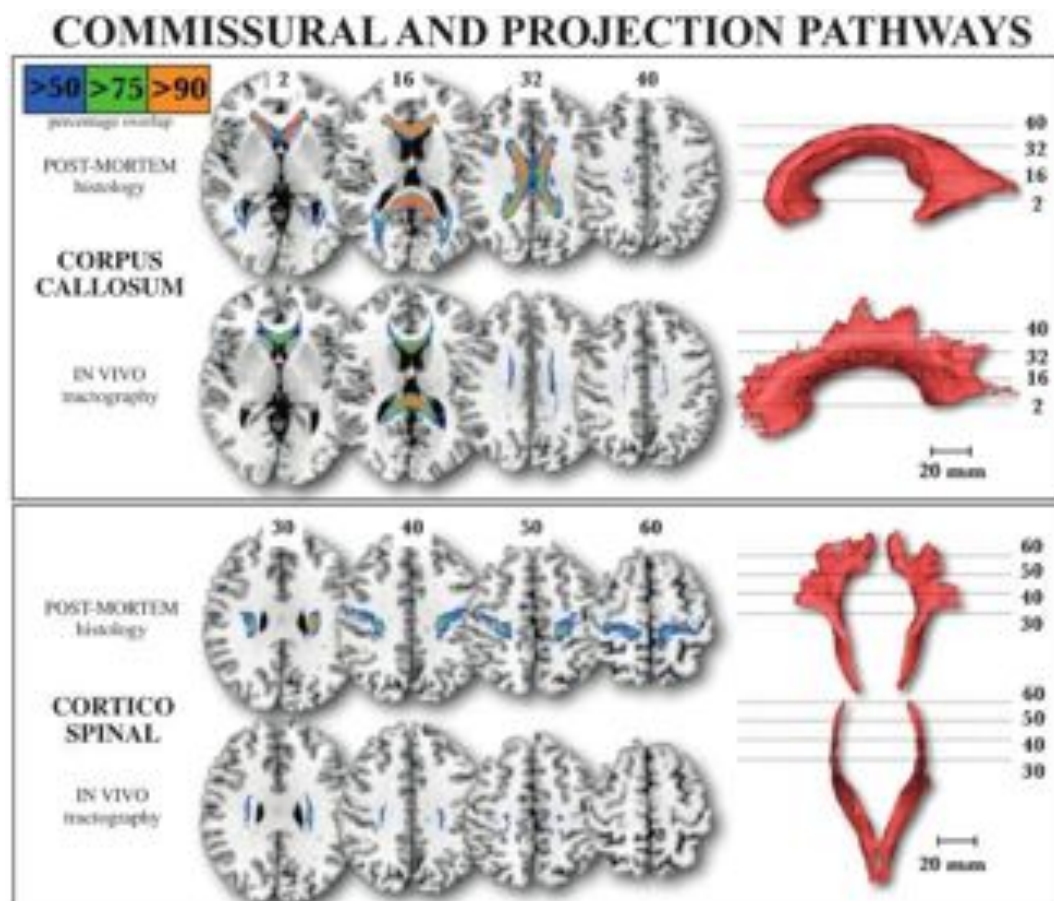 COMMISSURAL AND PROJECTION PATHWAYS
>50 >75 >90
percentage overlap
2 16 32 40
POST-MORTEM
histology
40
32
16
2
CORPUS
CALLOSUM
IN VIVO
tractography
40
32
16
2
20 mm
30 40 50 60
POST-MORTEM
histology
60
50
40
30
CORTICO
SPINAL
60
50
40
30
IN VIVO
tractography
20 mm